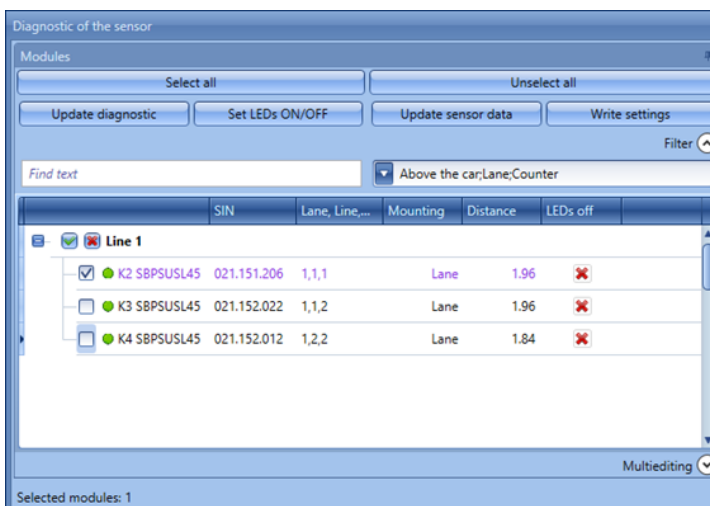 Diagnostic of the sensor
Modules
Select all Unselect all
Update diagnostic Set LEDs ON/OFF Update sensor data Write settings
Filter
Find text Above the car;Lane;Counter
SIN Lane, Line,... Mounting Distance LEDs off
Line 1
K2 SBPSUSL45 021.151.206 1,1,1 Lane 1.96
K3 SBPSUSL45 021.152.022 1,1,2 Lane 1.96
K4 SBPSUSL45 021.152.012 1,2,2 Lane 1.84
Multiediting
Selected modules: 1